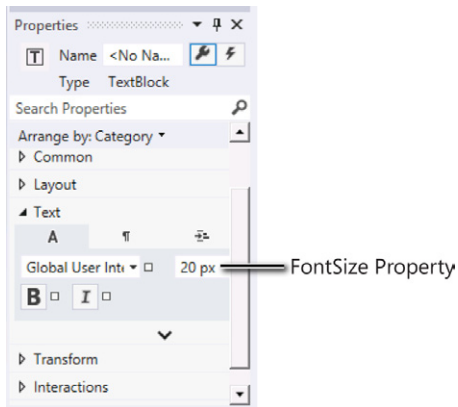 Properties
T Name <No Na...
Type TextBlock
Search Properties
Arrange by: Category
Common
Layout
Text
A ¶
Global User Inte 20 px FontSize Property
B I
Transform
Interactions